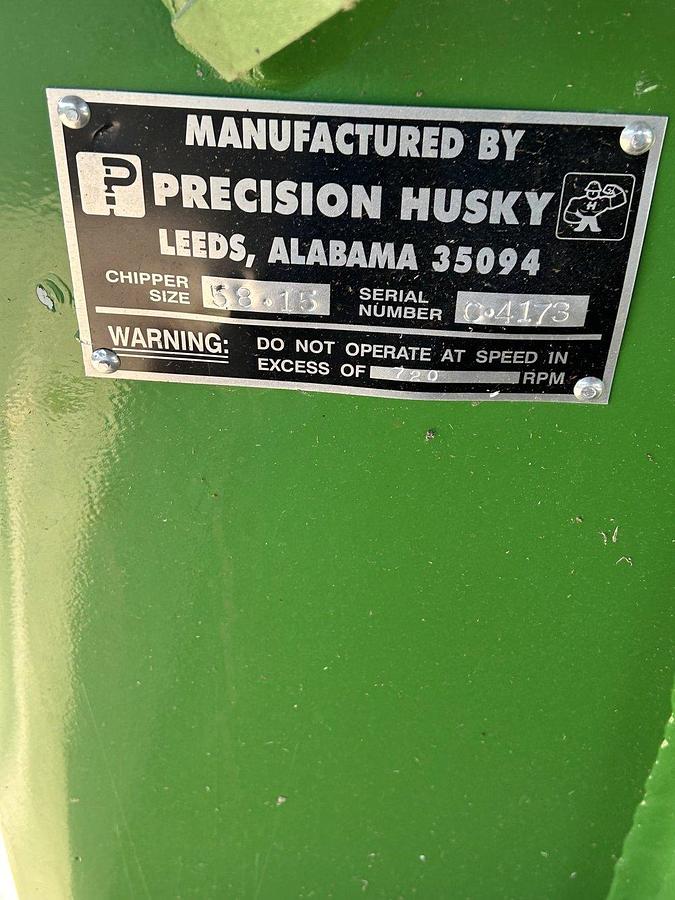 MANUFACTURED BY
PH PRECISION HUSKY H
LEEDS, ALABAMA 35094
CHIPPER SIZE 58·15 SERIAL NUMBER C·4173
WARNING: DO NOT OPERATE AT SPEED IN
EXCESS OF 720 RPM